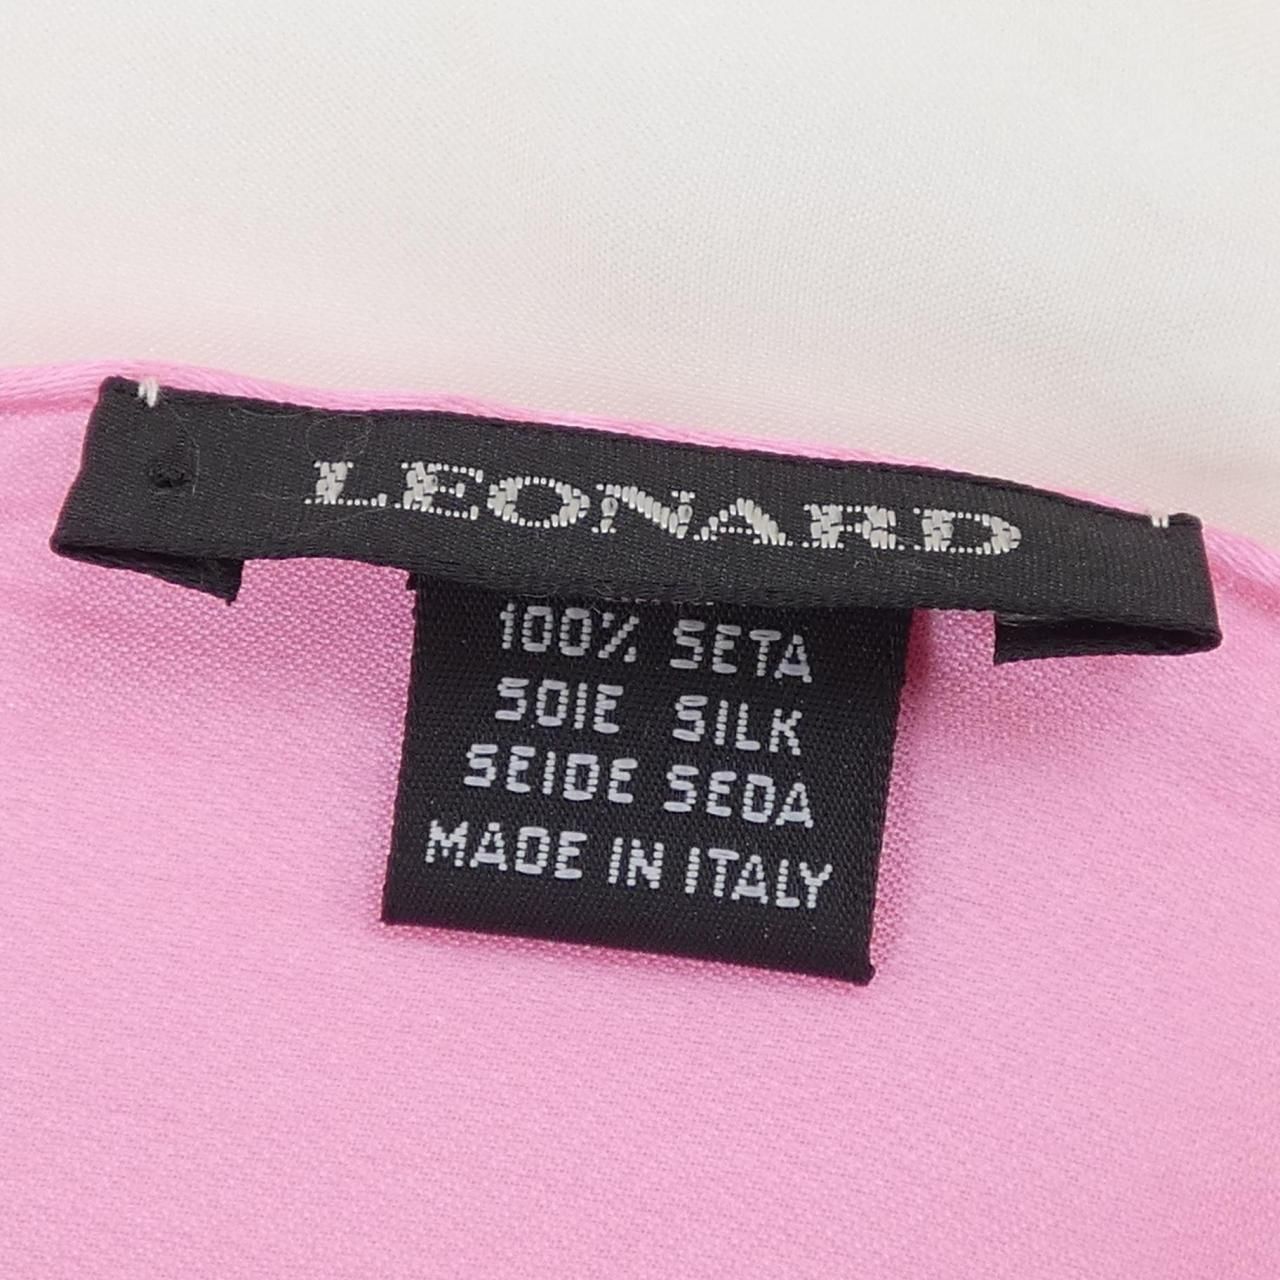 LEONARD
100% SETA
SOIE SILK
SEIDE SEDA
MADE IN ITALY